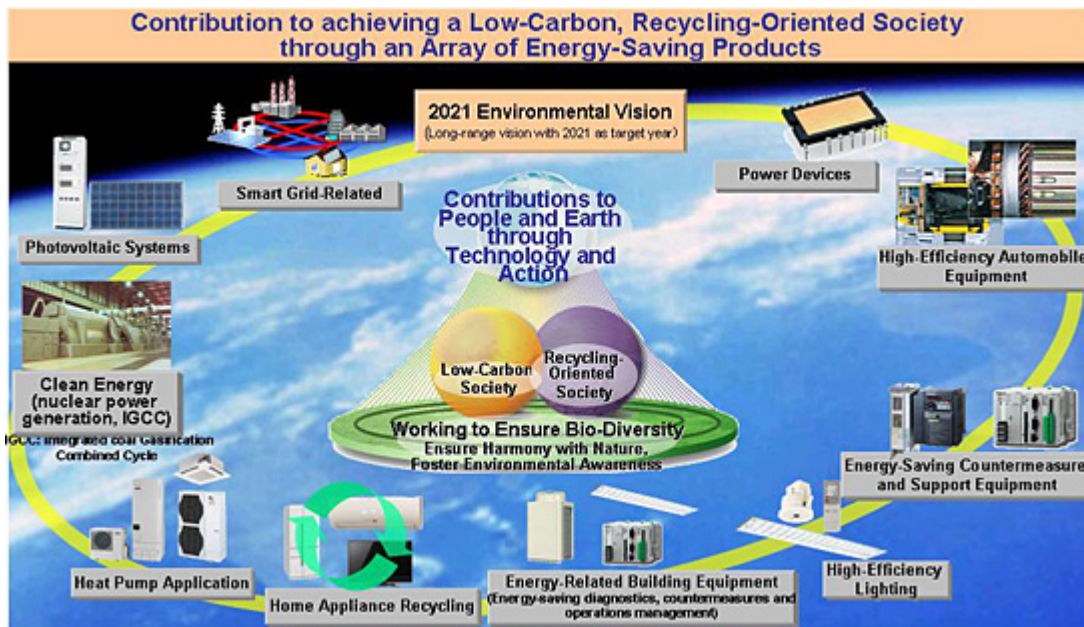 Contribution to achieving a Low-Carbon, Recycling-Oriented Society
through an Array of Energy-Saving Products
2021 Environmental Vision
(Long-range vision with 2021 as target year)
Power Devices
Smart Grid-Related
Photovoltaic Systems
High-Efficiency Automobile
Equipment
Contributions to
People and Earth
through
Technology and
Action
Low-Carbon
Society
Recycling-
Oriented
Society
Working to Ensure Bio-Diversity
Ensure Harmony with Nature,
Foster Environmental Awareness
Clean Energy
(nuclear power
generation, IGCC)
IGCC: Integrated coal Gasification
Combined Cycle
Energy-Saving Countermeasure
and Support Equipment
Heat Pump Application
Home Appliance Recycling
Energy-Related Building Equipment
(Energy-saving diagnostics, countermeasures and
operations management)
High-Efficiency
Lighting